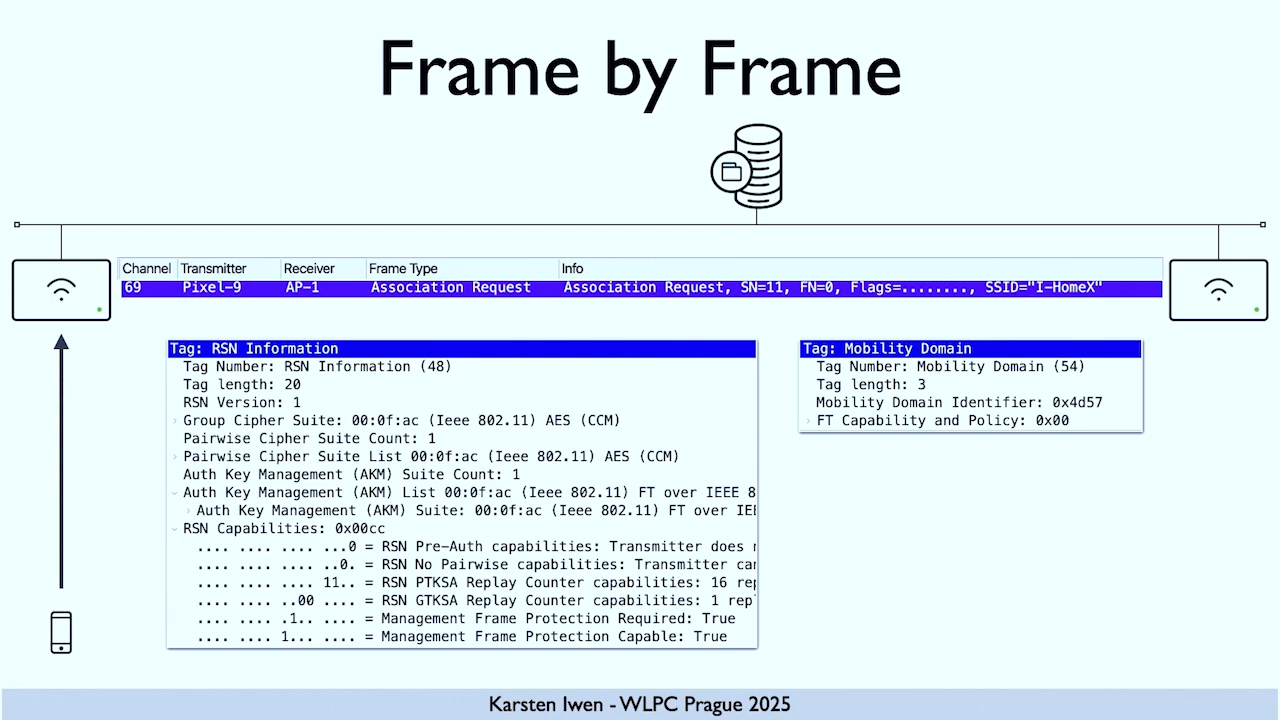 Frame by Frame
Channel Transmitter Receiver Frame Type Info
69 Pixel-9 AP-1 Association Request Association Request, SN=11, FN=0, Flags=........, SSID="I-HomeX"
Tag: RSN Information
Tag Number: RSN Information (48)
Tag length: 20
RSN Version: 1
Group Cipher Suite: 00:0f:ac (Ieee 802.11) AES (CCM)
Pairwise Cipher Suite Count: 1
Pairwise Cipher Suite List 00:0f:ac (Ieee 802.11) AES (CCM)
Auth Key Management (AKM) Suite Count: 1
Auth Key Management (AKM) List 00:0f:ac (Ieee 802.11) FT over IEEE 8
Auth Key Management (AKM) Suite: 00:0f:ac (Ieee 802.11) FT over IEE
RSN Capabilities: 0x00cc
.... .... .... ...0 = RSN Pre-Auth capabilities: Transmitter does
.... .... .... ..0. = RSN No Pairwise capabilities: Transmitter can
.... .... .... 11.. = RSN PTKSA Replay Counter capabilities: 16 rep
.... .... ..00 .... = RSN GTKSA Replay Counter capabilities: 1 rep
.... .... .1.. .... = Management Frame Protection Required: True
.... .... 1... .... = Management Frame Protection Capable: True
Tag: Mobility Domain
Tag Number: Mobility Domain (54)
Tag length: 3
Mobility Domain Identifier: 0x4d57
FT Capability and Policy: 0x00
Karsten Iwen - WLPC Prague 2025